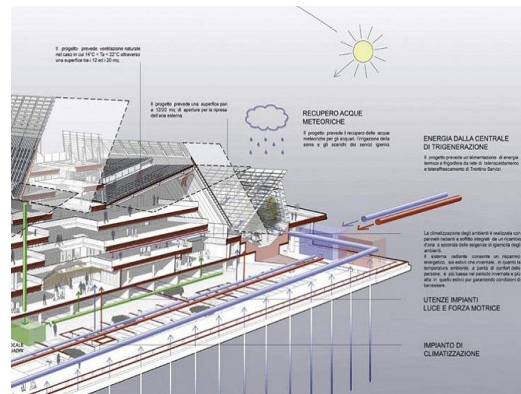 Il progetto prevede ventilazione naturale
nel caso in cui 14°C < Ta < 22°C attraverso
una superfice tra i 12 ed i 20 mq.
Il progetto prevede una superfice pari
a 12/20 mq. di aperture per la ripresa
dell'aria esterna
RECUPERO ACQUE
METEORICHE
Il progetto prevede il recupero delle acque
meteoriche per gli acquari, l'irrigazione della
serra e gli scarichi dei servizi igienici
ENERGIA DALLA CENTRALE
DI TRIGENERAZIONE
Il progetto prevede un'alimentazione di energia
termica e frigorifera da rete di teleriscaldamento
e teleraffrescamento di Trentino Servizi.
La climatizzazione degli ambienti è realizzata con
pannelli radianti a soffitto integrati da un ricambio
d'aria a seconda delle esigenze di igienicità degli
ambienti.
Il sistema radiante consente un risparmio
energetico, sia estivo che invernale, in quanto la
temperatura ambiente, a parità di comfort delle
persone, è più bassa nel periodo invernale e più
alta in quello estivo pur garantendo condizioni di
benessere
UTENZE IMPIANTI
LUCE E FORZA MOTRICE
IMPIANTO DI
CLIMATIZZAZIONE